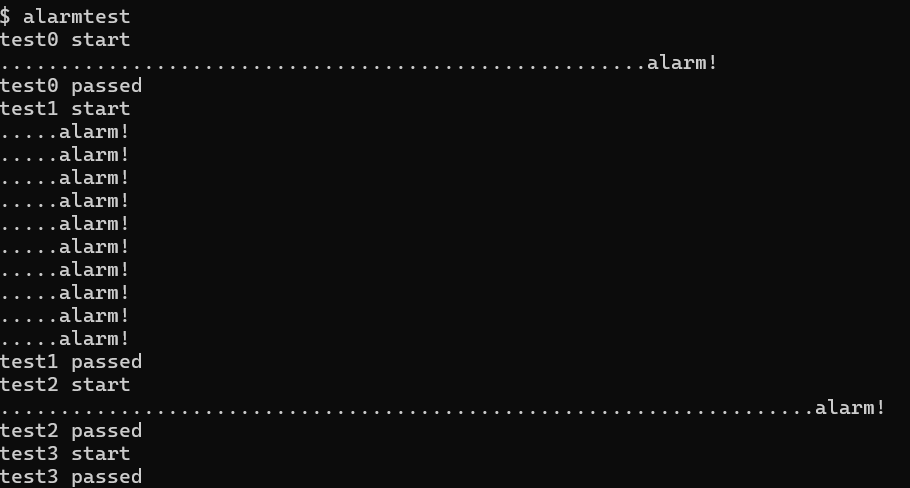 $ alarmtest
test0 start
......................................................alarm!
test0 passed
test1 start
.....alarm!
.....alarm!
.....alarm!
.....alarm!
.....alarm!
.....alarm!
.....alarm!
.....alarm!
.....alarm!
.....alarm!
test1 passed
test2 start
....................................................................alarm!
test2 passed
test3 start
test3 passed